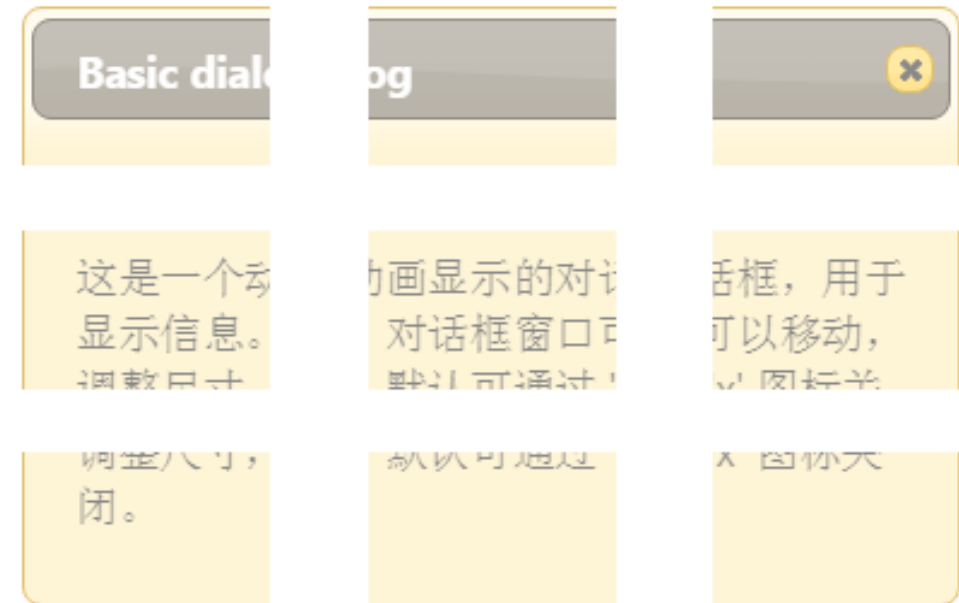 Basic dialog
这是一个动画显示的对话框，用于
显示信息。对话框窗口可以移动，
调整尺寸，默认可通过 'x' 图标关
闭。